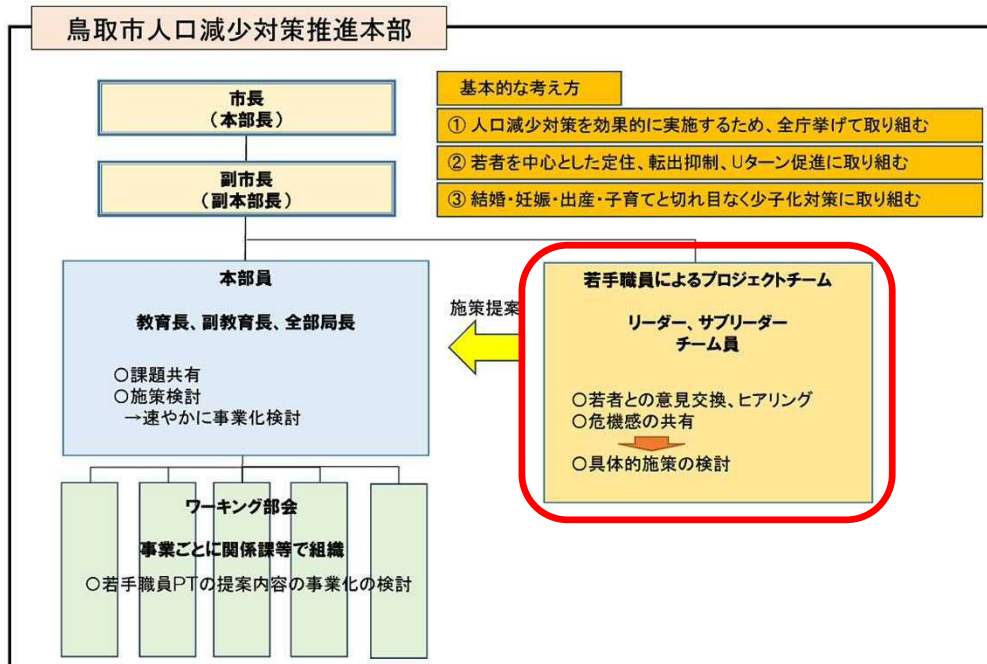 鳥取市人口減少対策推進本部
市長
（本部長）
副市長
（副本部長）
基本的な考え方
① 人口減少対策を効果的に実施するため、全庁挙げて取り組む
② 若者を中心とした定住、転出抑制、Uターン促進に取り組む
③ 結婚・妊娠・出産・子育てと切れ目なく少子化対策に取り組む
本部員
教育長、副教育長、全部局長
○課題共有
○施策検討
→速やかに事業化検討
施策提案
若手職員によるプロジェクトチーム
リーダー、サブリーダー
チーム員
○若者との意見交換、ヒアリング
○危機感の共有
○具体的施策の検討
ワーキング部会
事業ごとに関係課等で組織
○若手職員PTの提案内容の事業化の検討